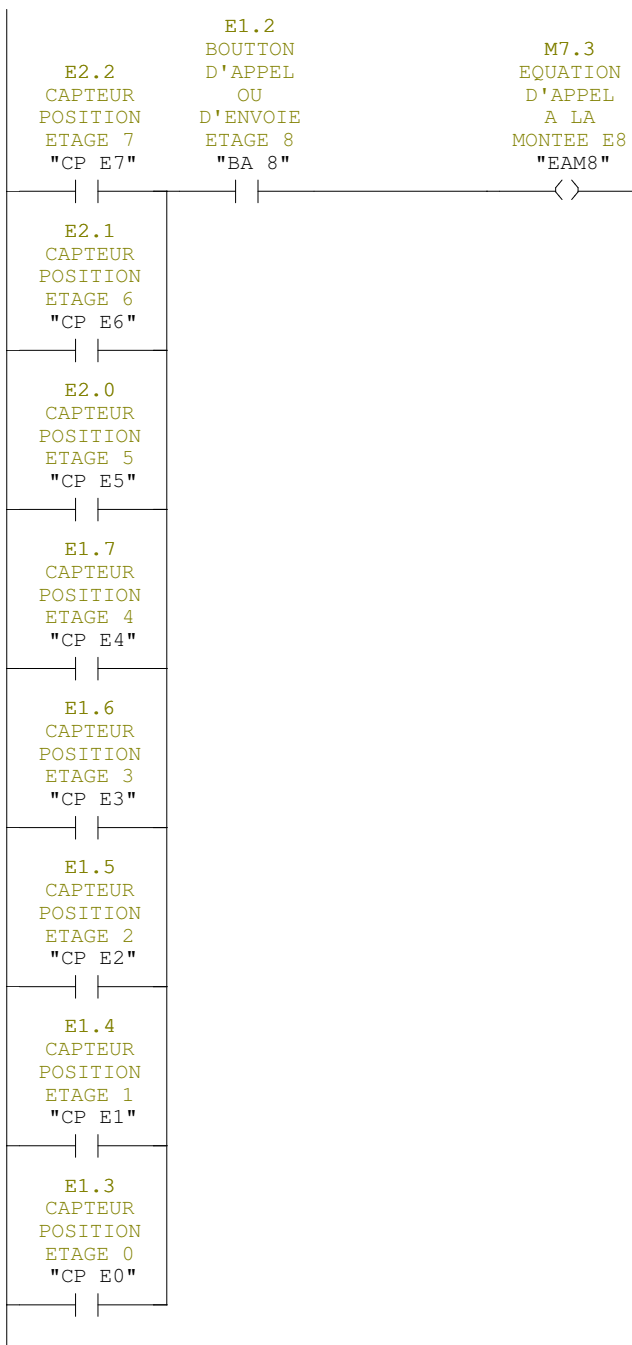 E2.2
CAPTEUR
POSITION
ETAGE 7
"CP E7"
E1.2
BOUTTON
D'APPEL
OU
D'ENVOIE
ETAGE 8
"BA 8"
M7.3
EQUATION
D'APPEL
A LA
MONTEE E8
"EAM8"
E2.1
CAPTEUR
POSITION
ETAGE 6
"CP E6"
E2.0
CAPTEUR
POSITION
ETAGE 5
"CP E5"
E1.7
CAPTEUR
POSITION
ETAGE 4
"CP E4"
E1.6
CAPTEUR
POSITION
ETAGE 3
"CP E3"
E1.5
CAPTEUR
POSITION
ETAGE 2
"CP E2"
E1.4
CAPTEUR
POSITION
ETAGE 1
"CP E1"
E1.3
CAPTEUR
POSITION
ETAGE 0
"CP E0"